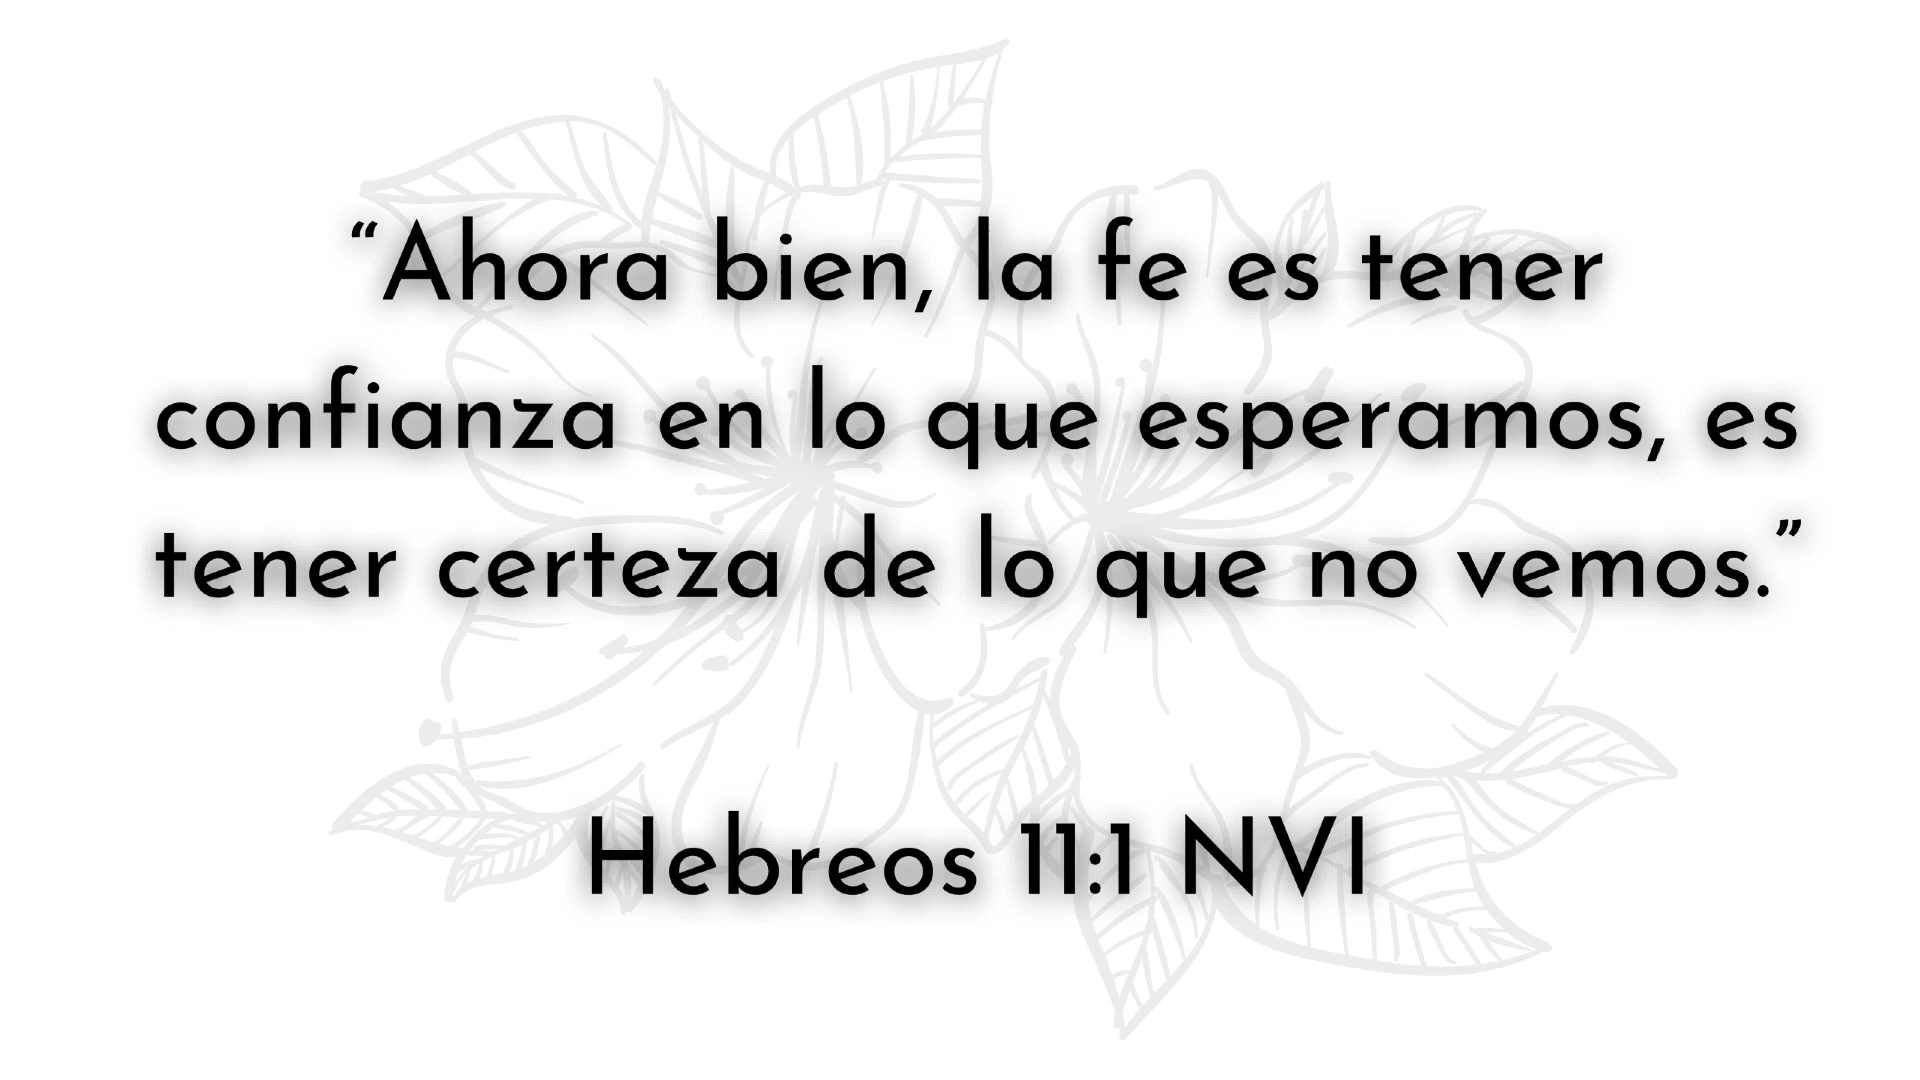 “Ahora bien, la fe es tener
confianza en lo que esperamos, es
tener certeza de lo que no vemos.”
Hebreos 11:1 NVI